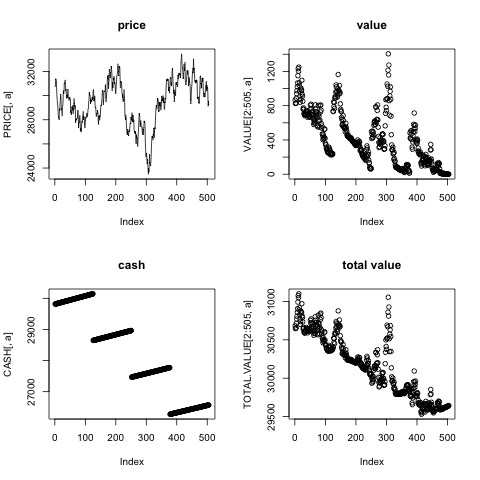 price
PRICE[, a]
24000 28000 32000
0 100 200 300 400 500
Index
value
VALUE[2:505, a]
0 400 800 1200
0 100 200 300 400 500
Index
cash
CASH[, a]
27000 29000
0 100 200 300 400 500
Index
total value
TOTAL.VALUE[2:505, a]
29500 30000 30500 31000
0 100 200 300 400 500
Index